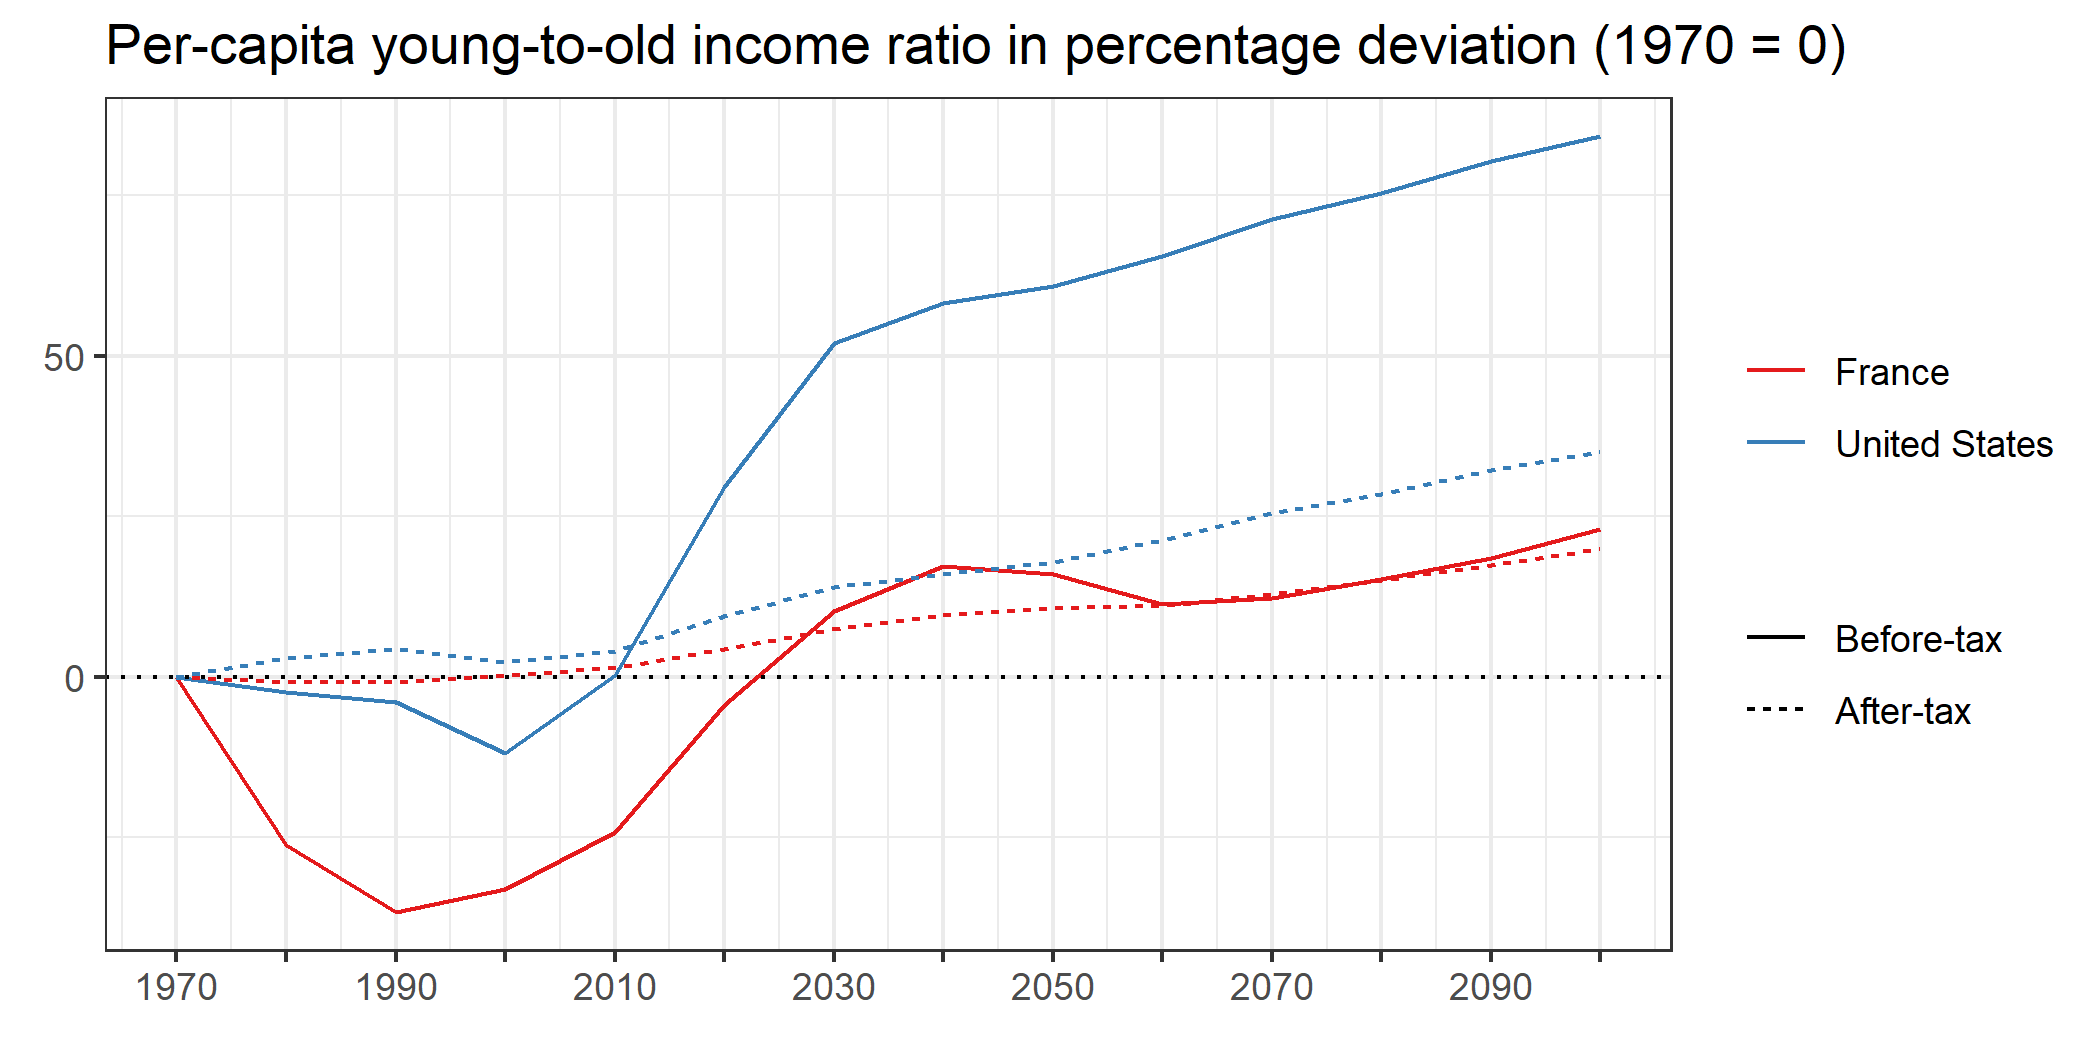 Per-capita young-to-old income ratio in percentage deviation (1970 = 0)
50
0
1970 1990 2010 2030 2050 2070 2090
France
United States
Before-tax
After-tax